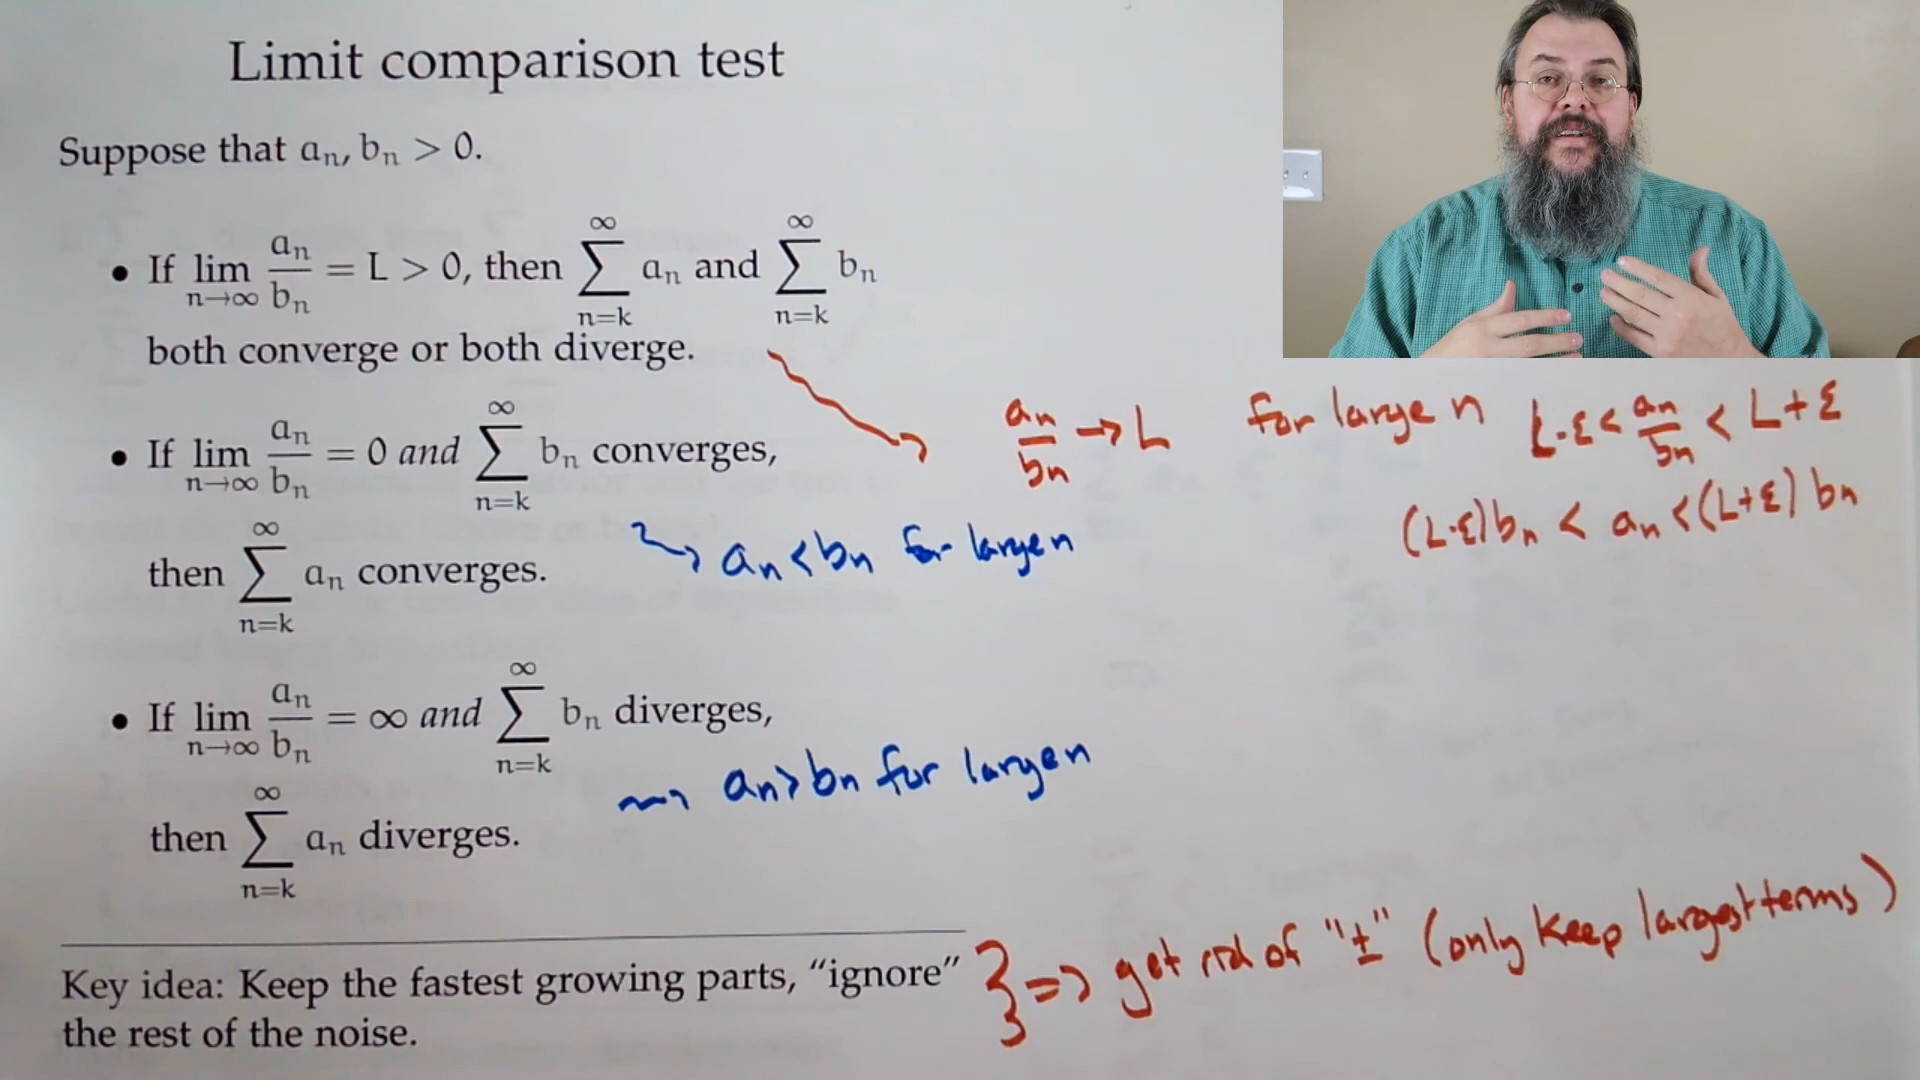 Limit comparison test
Suppose that aₙ, bₙ > 0.
• If lim n→∞ aₙ/bₙ = L > 0, then ∑ n=k ∞ aₙ and ∑ n=k ∞ bₙ
both converge or both diverge.
aₙ/bₙ → L for large n L-ε < aₙ/bₙ < L+ε
(L-ε)bₙ < aₙ < (L+ε) bₙ
• If lim n→∞ aₙ/bₙ = 0 and ∑ n=k ∞ bₙ converges,
then ∑ n=k ∞ aₙ converges.
aₙ < bₙ for large n
• If lim n→∞ aₙ/bₙ = ∞ and ∑ n=k ∞ bₙ diverges,
then ∑ n=k ∞ aₙ diverges.
aₙ > bₙ for large n
Key idea: Keep the fastest growing parts, “ignore”
the rest of the noise.
} => get rid of "±" (only keep largest terms)